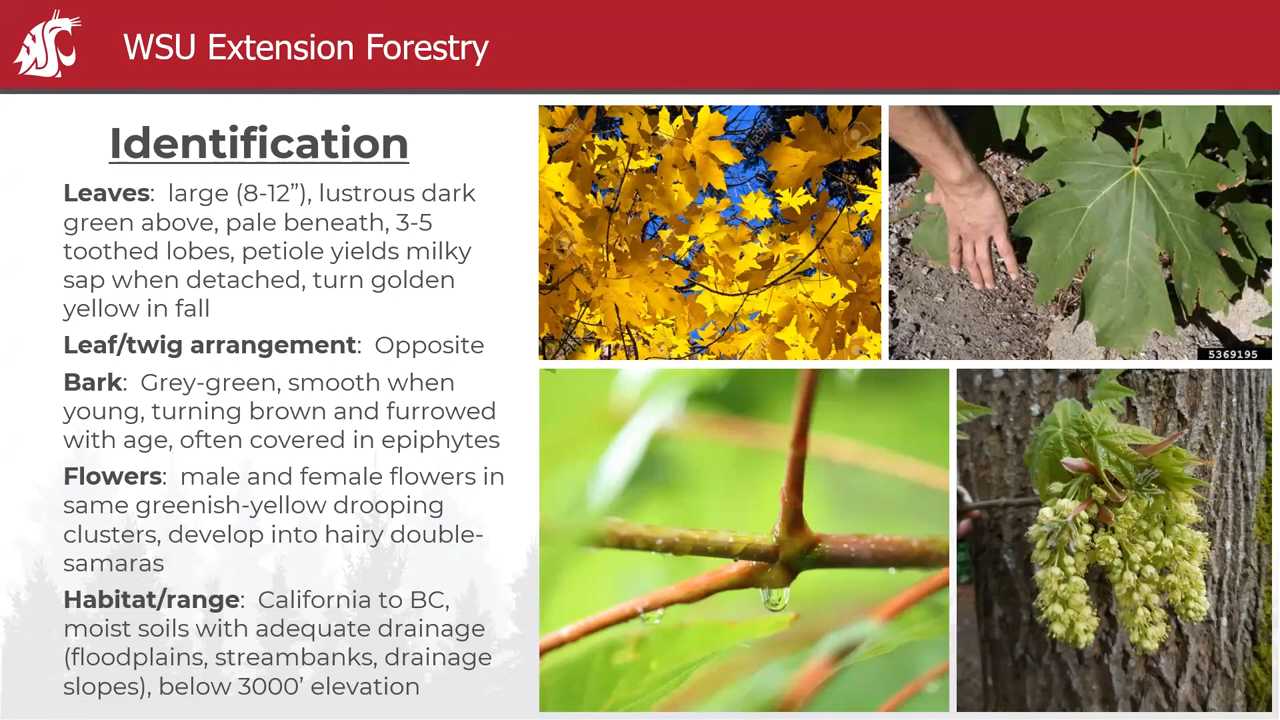 WSU Extension Forestry
Identification
Leaves:  large (8-12”), lustrous dark
green above, pale beneath, 3-5
toothed lobes, petiole yields milky
sap when detached, turn golden
yellow in fall
Leaf/twig arrangement:  Opposite
Bark:  Grey-green, smooth when
young, turning brown and furrowed
with age, often covered in epiphytes
Flowers:  male and female flowers in
same greenish-yellow drooping
clusters, develop into hairy double-
samaras
Habitat/range:  California to BC,
moist soils with adequate drainage
(floodplains, streambanks, drainage
slopes), below 3000’ elevation
5369195